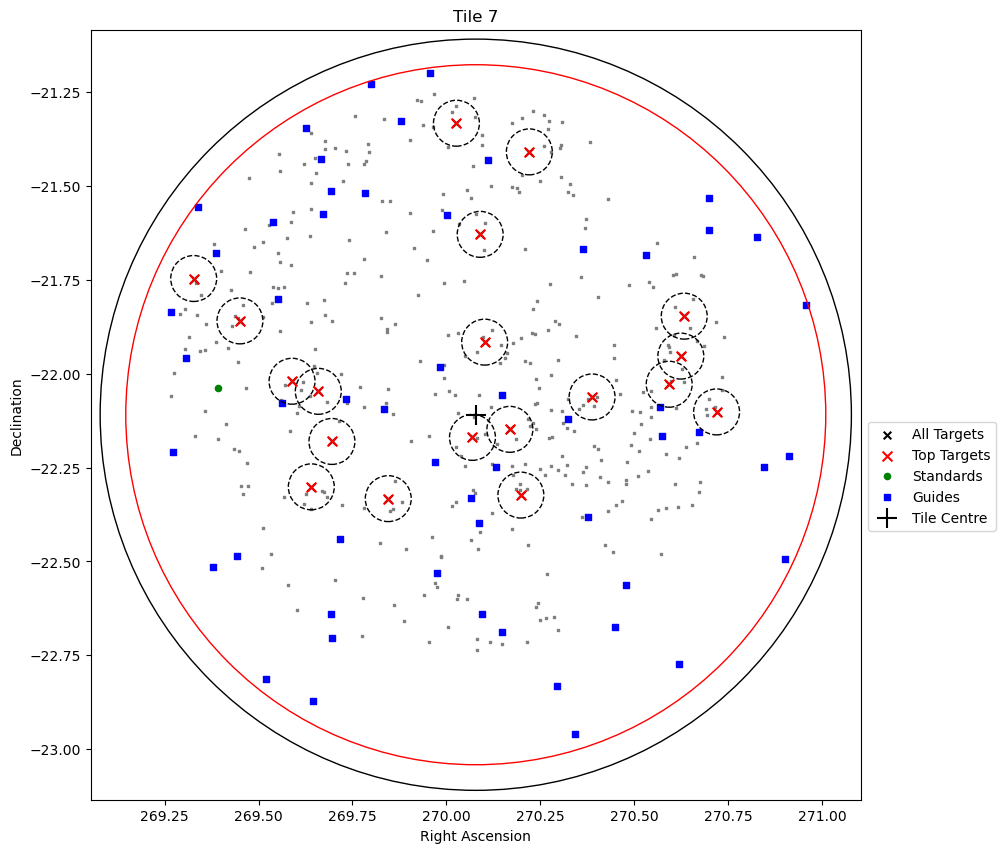 Tile 7
−21.25
−21.50
−21.75
−22.00
−22.25
−22.50
−22.75
−23.00
Declination
269.25 269.50 269.75 270.00 270.25 270.50 270.75 271.00
Right Ascension
All Targets
Top Targets
Standards
Guides
Tile Centre